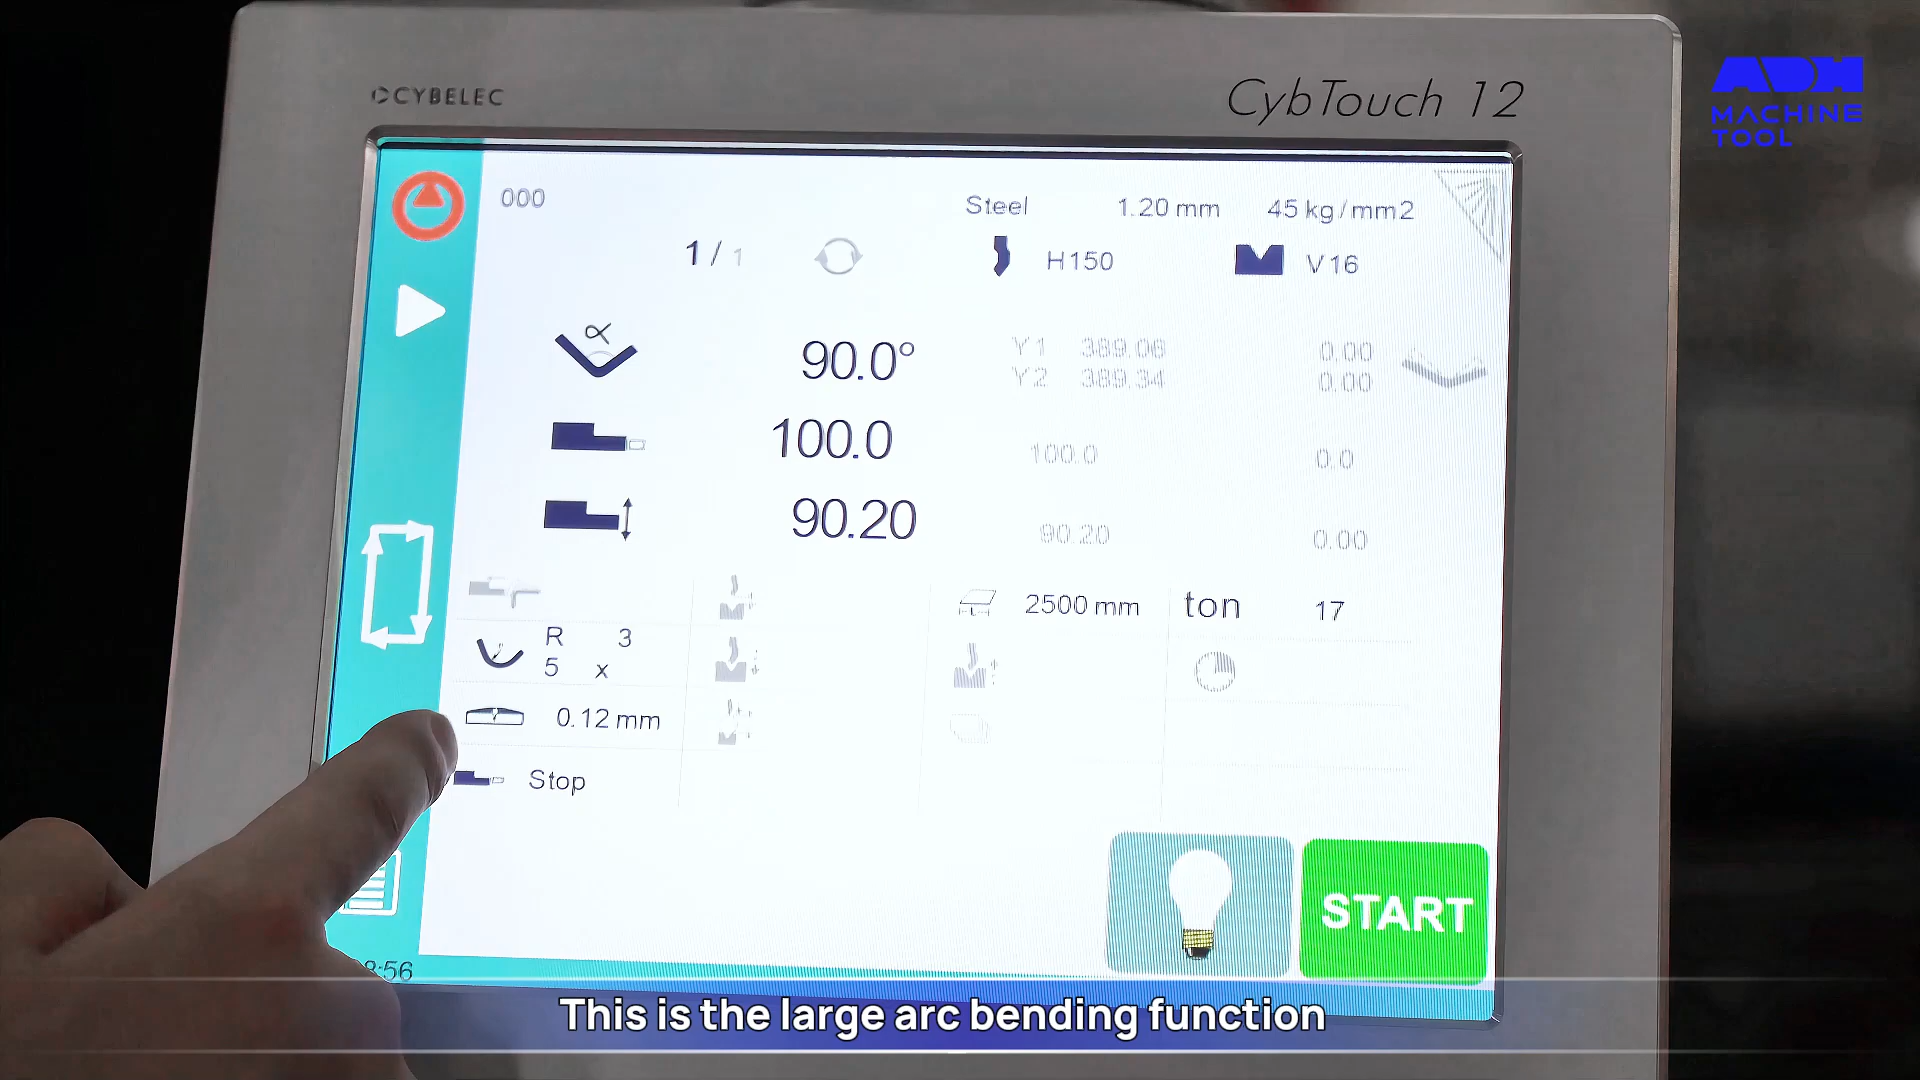 CYBELEC
CybTouch 12
ADH
MACHINE
TOOL
000
Steel 1.20 mm 45 kg/mm2
1 / 1
H150
V16
α
90.0°
Y1 389.06 0.00
Y2 389.34 0.00
100.0 100.0 0.0
90.20 90.20 0.00
2500 mm
ton 17
R 3
5 x
0.12 mm
Stop
START
8:56
This is the large arc bending function